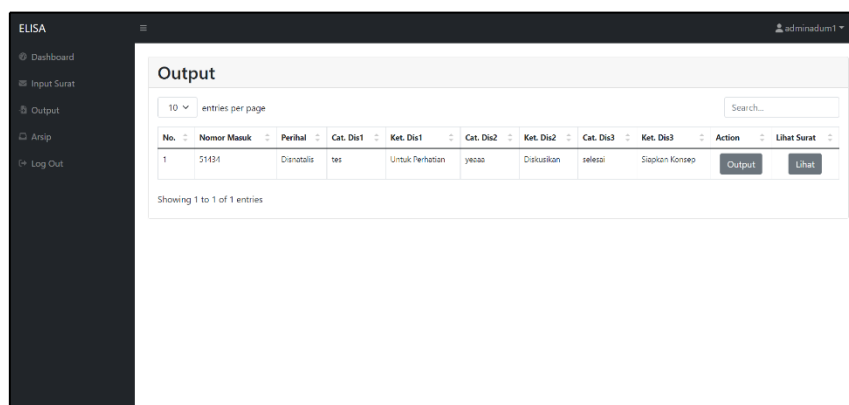 ELISA
adminadum1
Dashboard
Input Surat
Output
Arsip
Log Out
Output
10 entries per page
Search...
No. Nomor Masuk Perihal Cat. Dis1 Ket. Dis1 Cat. Dis2 Ket. Dis2 Cat. Dis3 Ket. Dis3 Action Lihat Surat
1 51434 Disnatalis tes Untuk Perhatian yeaaa Diskusikan selesai Siapkan Konsep Output Lihat
Showing 1 to 1 of 1 entries